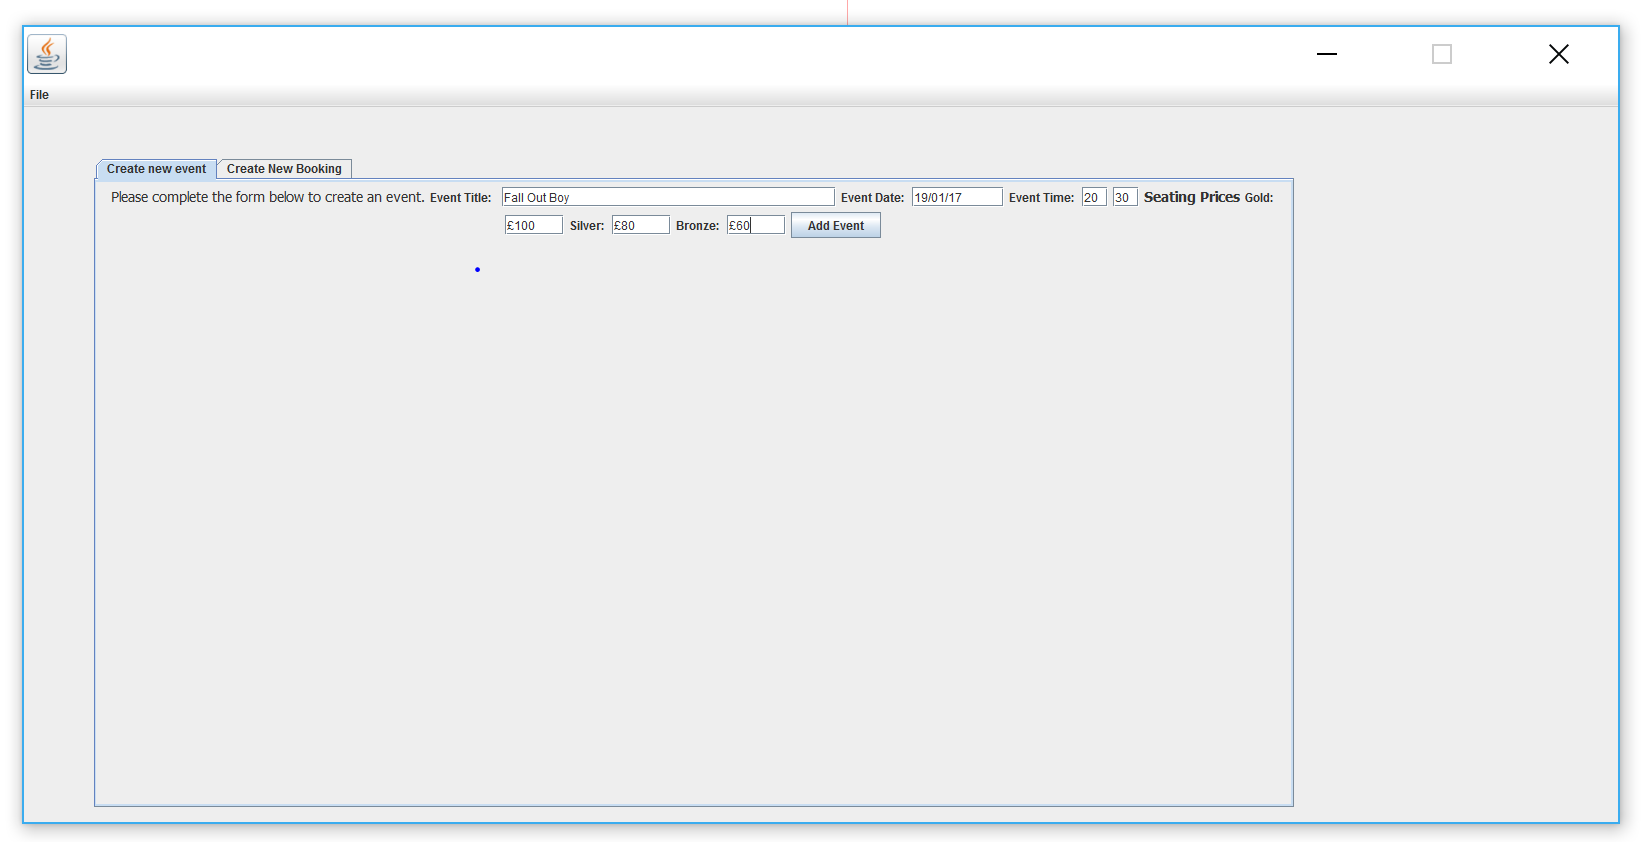 File
Create new event Create New Booking
Please complete the form below to create an event. Event Title: Fall Out Boy Event Date: 19/01/17 Event Time: 20 30 Seating Prices Gold:
£100 Silver: £80 Bronze: £60 Add Event